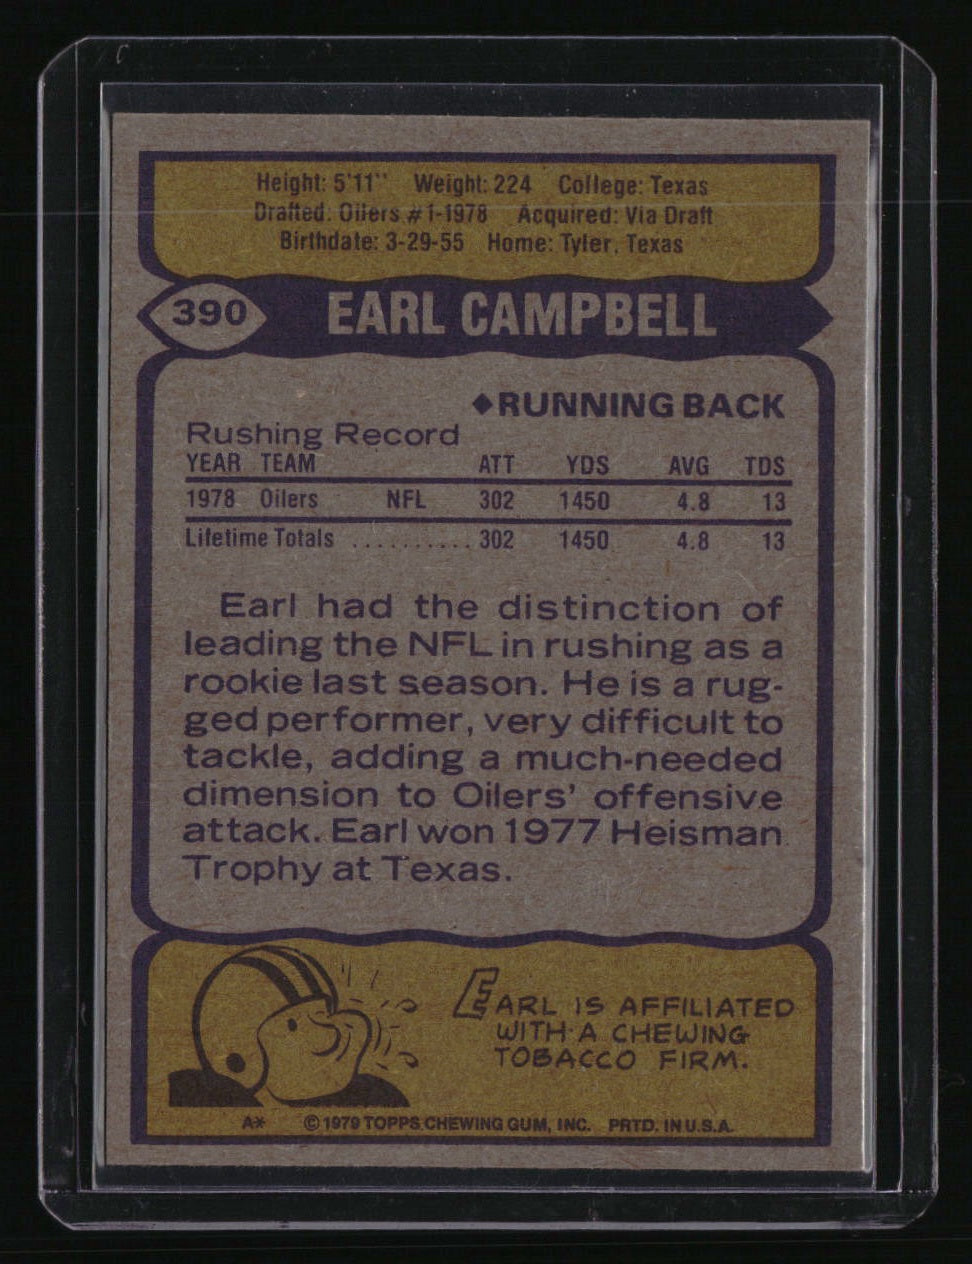 Height: 5'11" Weight: 224 College: Texas
Drafted: Oilers #1-1978 Acquired: Via Draft
Birthdate: 3-29-55 Home: Tyler, Texas
390 EARL CAMPBELL
◆RUNNING BACK
Rushing Record
YEAR TEAM ATT YDS AVG TDS
1978 Oilers NFL 302 1450 4.8 13
Lifetime Totals .......... 302 1450 4.8 13
Earl had the distinction of
leading the NFL in rushing as a
rookie last season. He is a rug-
ged performer, very difficult to
tackle, adding a much-needed
dimension to Oilers' offensive
attack. Earl won 1977 Heisman
Trophy at Texas.
EARL IS AFFILIATED
WITH A CHEWING
TOBACCO FIRM.
A* © 1979 TOPPS CHEWING GUM, INC. PRTD. IN U.S.A.